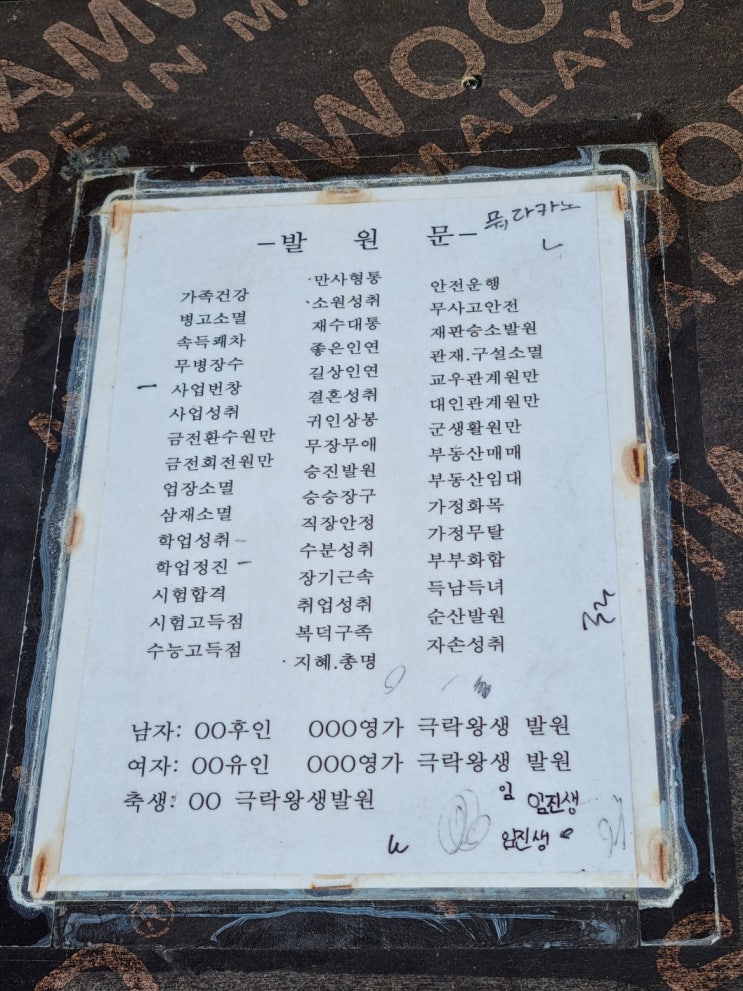 AMWOO
DE IN MA
MWOO
MALAYS
-발 원 문-
뭐라카노
가족건강
병고소멸
속득쾌차
무병장수
사업번창
사업성취
금전환수원만
금전회전원만
업장소멸
삼재소멸
학업성취
학업정진
시험합격
시험고득점
수능고득점
만사형통
소원성취
재수대통
좋은인연
길상인연
결혼성취
귀인상봉
무장무애
승진발원
승승장구
직장안정
수분성취
장기근속
취업성취
복덕구족
지혜.총명
안전운행
무사고안전
재판승소발원
관재.구설소멸
교우관계원만
대인관계원만
군생활원만
부동산매매
부동산임대
가정화목
가정무탈
부부화합
득남득녀
순산발원
자손성취
남자: OO후인 OOO영가 극락왕생 발원
여자: OO유인 OOO영가 극락왕생 발원
축생: OO 극락왕생발원
임 임진생
임진생